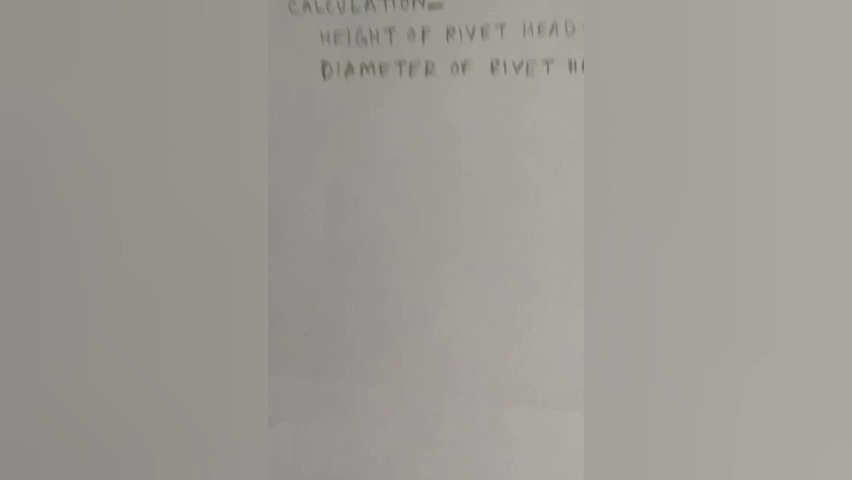 CALCULATION=
HEIGHT OF RIVET HEAD
DIAMETER OF RIVET